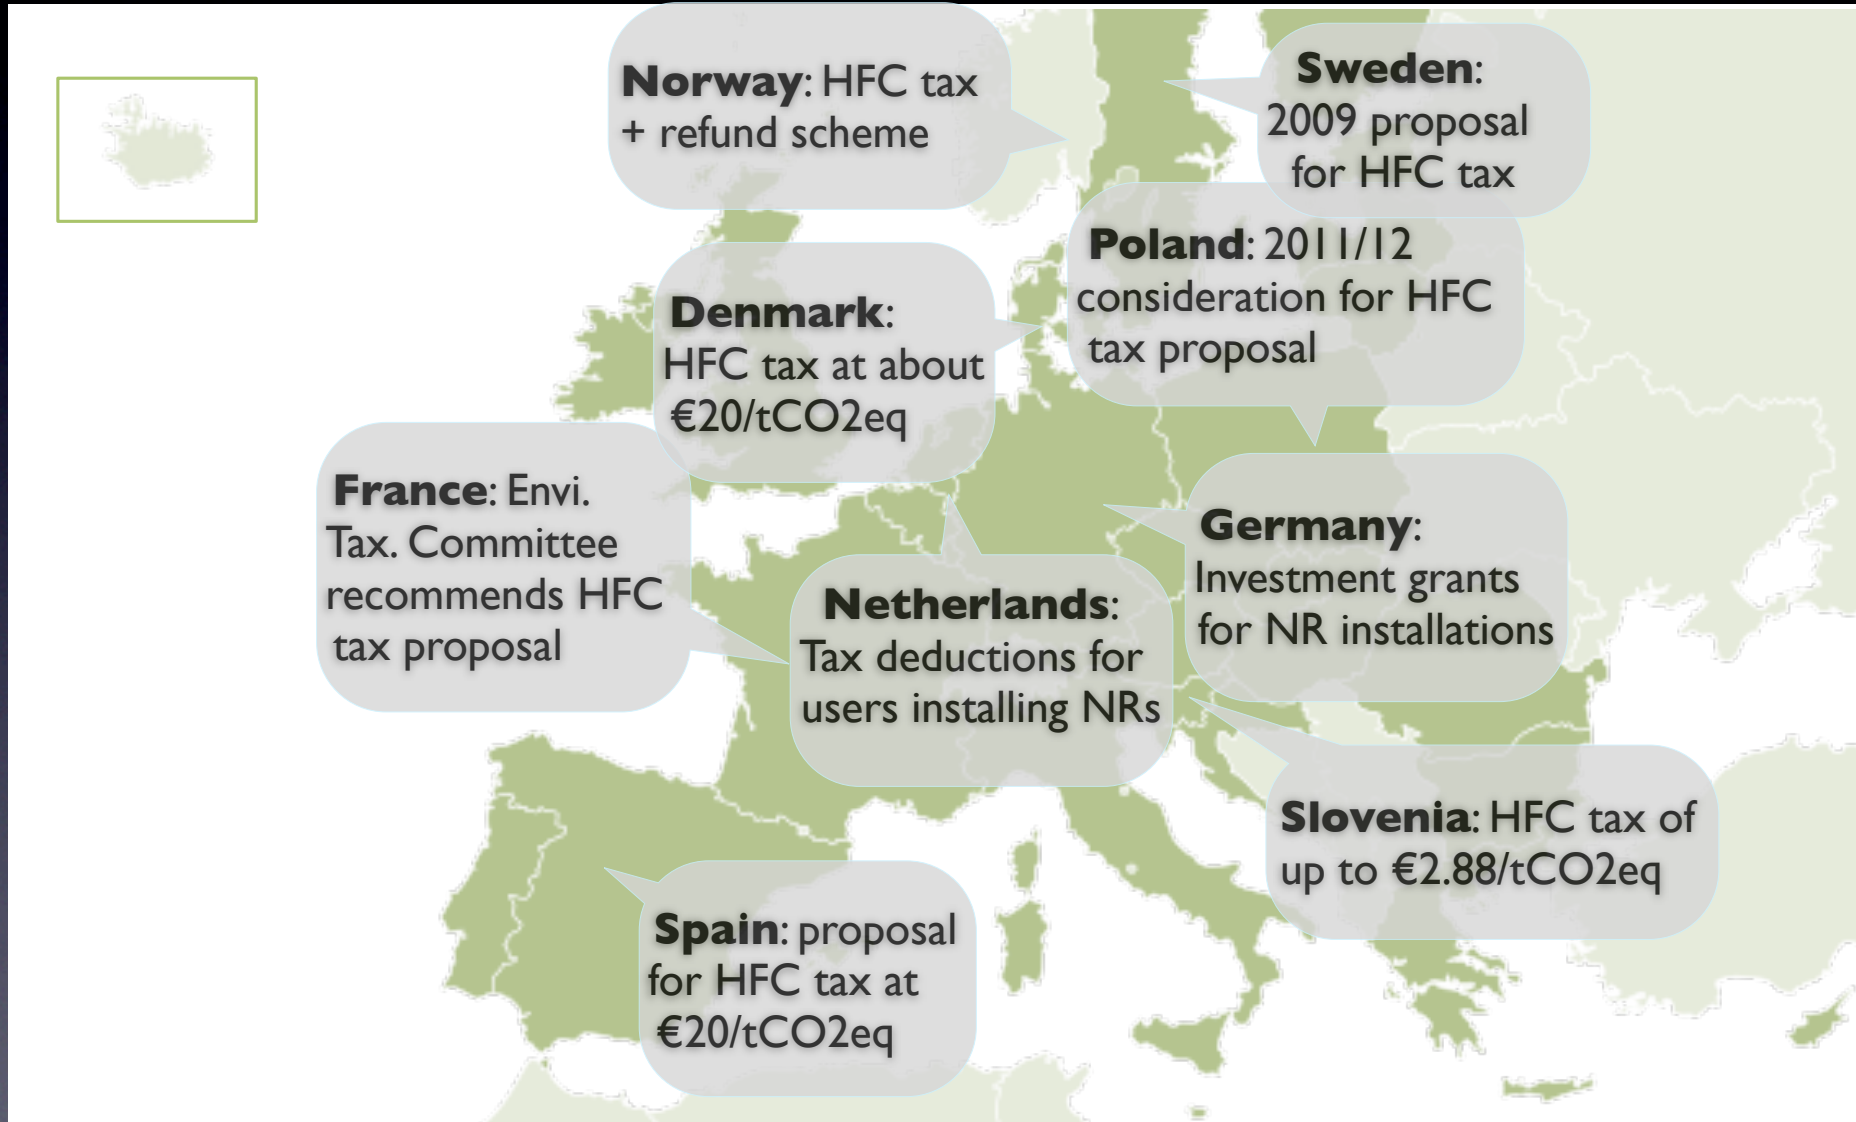 Norway: HFC tax
+ refund scheme
Sweden:
2009 proposal
for HFC tax
Poland: 2011/12
consideration for HFC
tax proposal
Denmark:
HFC tax at about
€20/tCO2eq
France: Envi.
Tax. Committee
recommends HFC
tax proposal
Netherlands:
Tax deductions for
users installing NRs
Germany:
Investment grants
for NR installations
Slovenia: HFC tax of
up to €2.88/tCO2eq
Spain: proposal
for HFC tax at
€20/tCO2eq